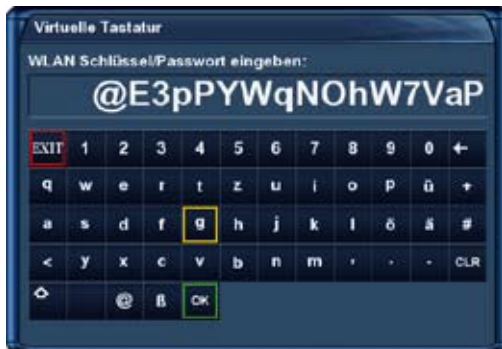 Virtuelle Tastatur
WLAN Schlüssel/Passwort eingeben:
@E3pPYWqNOhW7VaP
EXIT 1 2 3 4 5 6 7 8 9 0 ←
q w e r t z u i o p ü +
a s d f g h j k l ö ä #
< y x c v b n m , . - CLR
@ ß OK